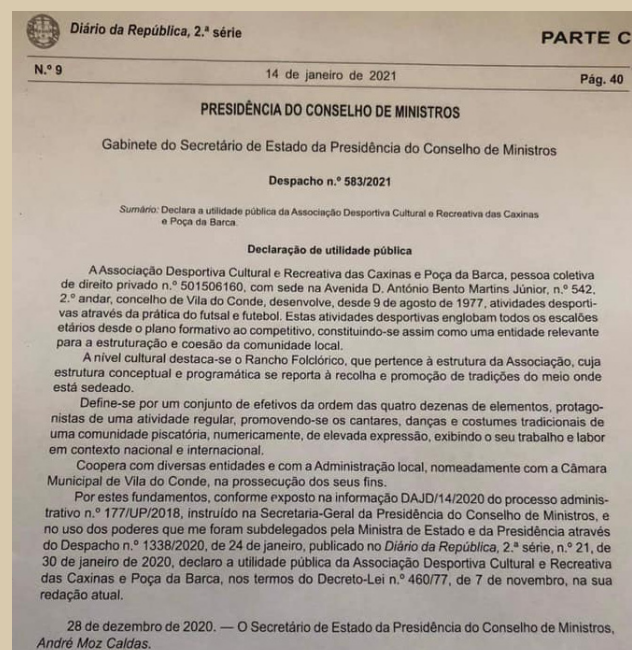 Diário da República, 2.ª série
PARTE C
N.º 9
14 de janeiro de 2021
Pág. 40
PRESIDÊNCIA DO CONSELHO DE MINISTROS
Gabinete do Secretário de Estado da Presidência do Conselho de Ministros
Despacho n.º 583/2021
Sumário: Declara a utilidade pública da Associação Desportiva Cultural e Recreativa das Caxinas
e Poça da Barca.
Declaração de utilidade pública
A Associação Desportiva Cultural e Recreativa das Caxinas e Poça da Barca, pessoa coletiva
de direito privado n.º 501506160, com sede na Avenida D. António Bento Martins Júnior, n.º 542,
2.º andar, concelho de Vila do Conde, desenvolve, desde 9 de agosto de 1977, atividades desporti-
vas através da prática do futsal e futebol. Estas atividades desportivas englobam todos os escalões
etários desde o plano formativo ao competitivo, constituindo-se assim como uma entidade relevante
para a estruturação e coesão da comunidade local.
A nível cultural destaca-se o Rancho Folclórico, que pertence à estrutura da Associação, cuja
estrutura conceptual e programática se reporta à recolha e promoção de tradições do meio onde
está sedeado.
Define-se por um conjunto de efetivos da ordem das quatro dezenas de elementos, protago-
nistas de uma atividade regular, promovendo-se os cantares, danças e costumes tradicionais de
uma comunidade piscatória, numericamente, de elevada expressão, exibindo o seu trabalho e labor
em contexto nacional e internacional.
Coopera com diversas entidades e com a Administração local, nomeadamente com a Câmara
Municipal de Vila do Conde, na prossecução dos seus fins.
Por estes fundamentos, conforme exposto na informação DAJD/14/2020 do processo adminis-
trativo n.º 177/UP/2018, instruído na Secretaria-Geral da Presidência do Conselho de Ministros, e
no uso dos poderes que me foram subdelegados pela Ministra de Estado e da Presidência através
do Despacho n.º 1338/2020, de 24 de janeiro, publicado no Diário da República, 2.ª série, n.º 21, de
30 de janeiro de 2020, declaro a utilidade pública da Associação Desportiva Cultural e Recreativa
das Caxinas e Poça da Barca, nos termos do Decreto-Lei n.º 460/77, de 7 de novembro, na sua
redação atual.
28 de dezembro de 2020. — O Secretário de Estado da Presidência do Conselho de Ministros,
André Moz Caldas.